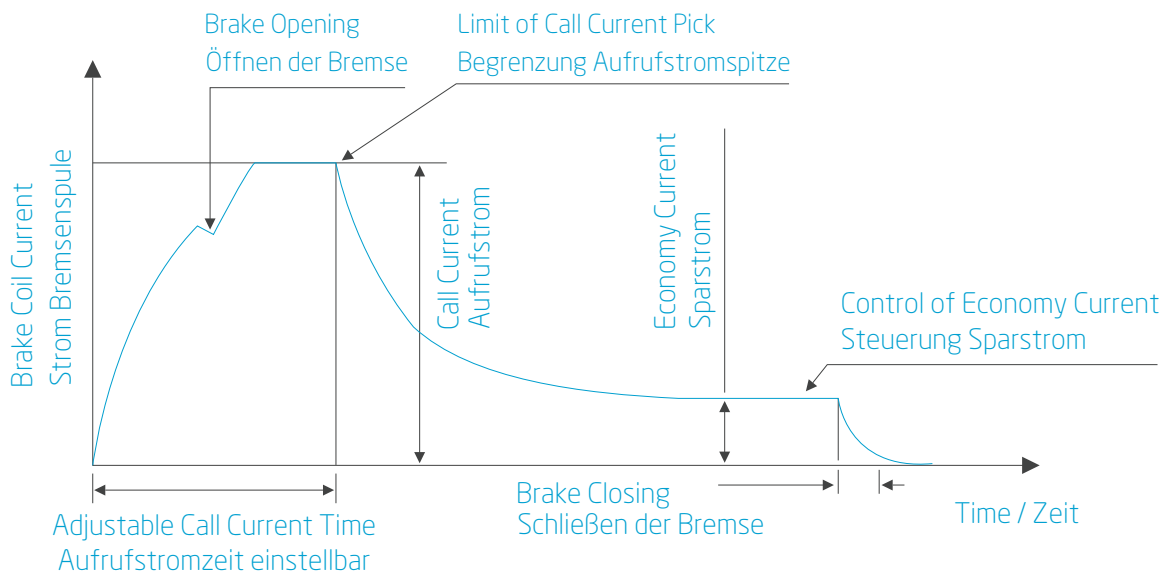 Brake Opening
Öffnen der Bremse
Limit of Call Current Pick
Begrenzung Aufrufstromspitze
Brake Coil Current
Strom Bremsenspule
Call Current
Aufrufstrom
Economy Current
Sparstrom
Control of Economy Current
Steuerung Sparstrom
Adjustable Call Current Time
Aufrufstromzeit einstellbar
Brake Closing
Schließen der Bremse
Time / Zeit